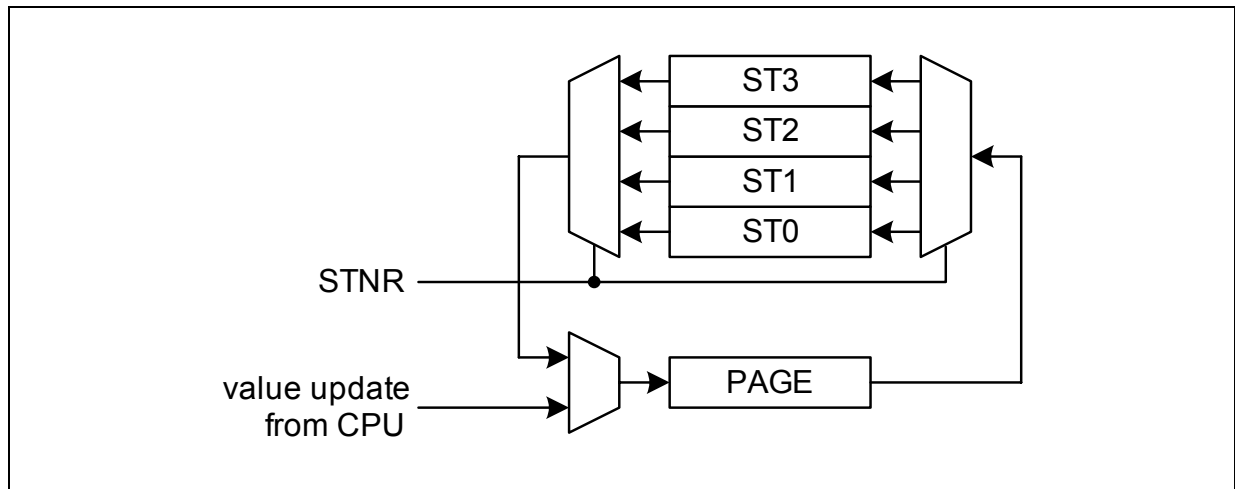 ST3
ST2
ST1
ST0
STNR
value update
from CPU
PAGE